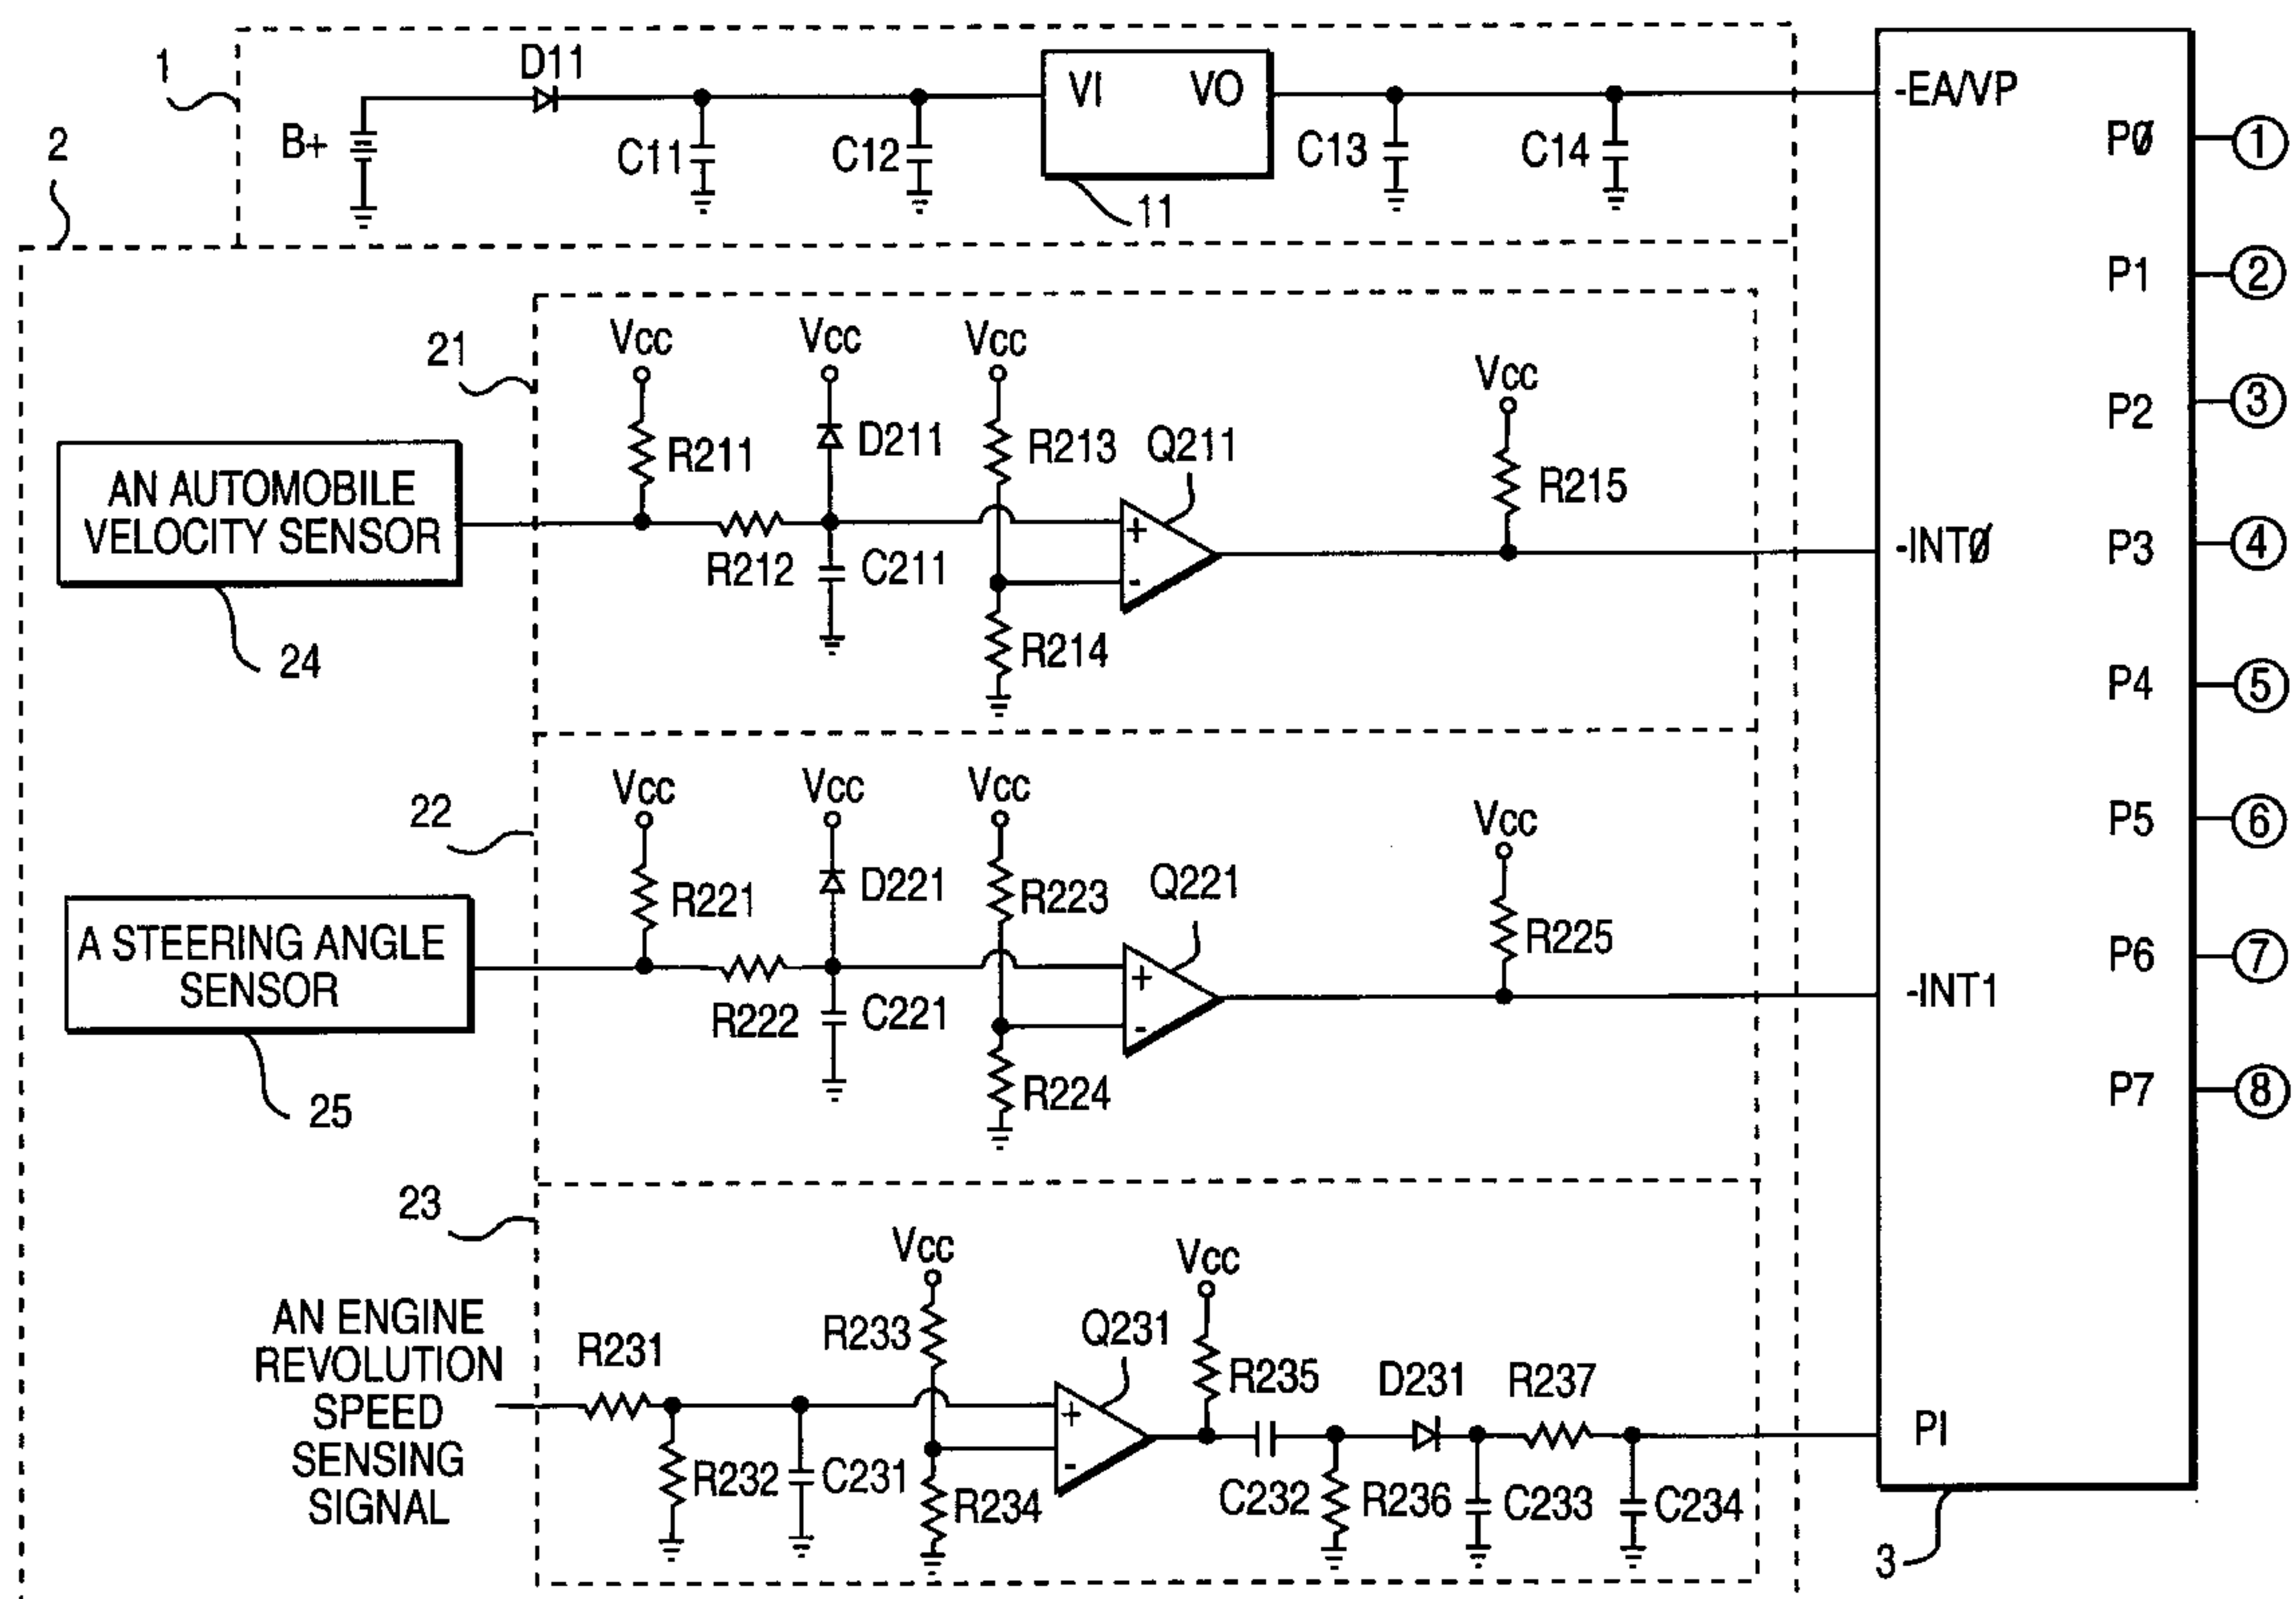 1
D11
B+
C11
C12
VI VO
11
C13
C14
-EA/VP
PØ
1
2
P1
2
21
Vcc
Vcc
Vcc
Vcc
R211
D211
R213
Q211
R215
P2
3
AN AUTOMOBILE
VELOCITY SENSOR
24
R212
C211
+
-
R214
-INTØ
P3
4
P4
5
22
Vcc
Vcc
Vcc
Vcc
R221
D221
R223
Q221
R225
P5
6
A STEERING ANGLE
SENSOR
25
R222
C221
+
-
R224
-INT1
P6
7
P7
8
23
AN ENGINE
REVOLUTION
SPEED
SENSING
SIGNAL
R231
R232
C231
Vcc
R233
R234
Q231
+
-
Vcc
R235
C232
R236
D231
C233
R237
C234
PI
3